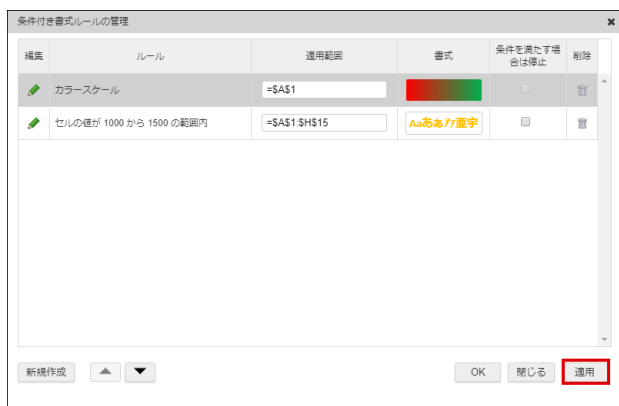 条件付き書式ルールの管理
編集 ルール 適用範囲 書式 条件を満たす場合は停止 削除
カラースケール =$A$1
セルの値が 1000 から 1500 の範囲内 =$A$1:$H$15 Aaあぁア亜宇
新規作成 OK 閉じる 適用